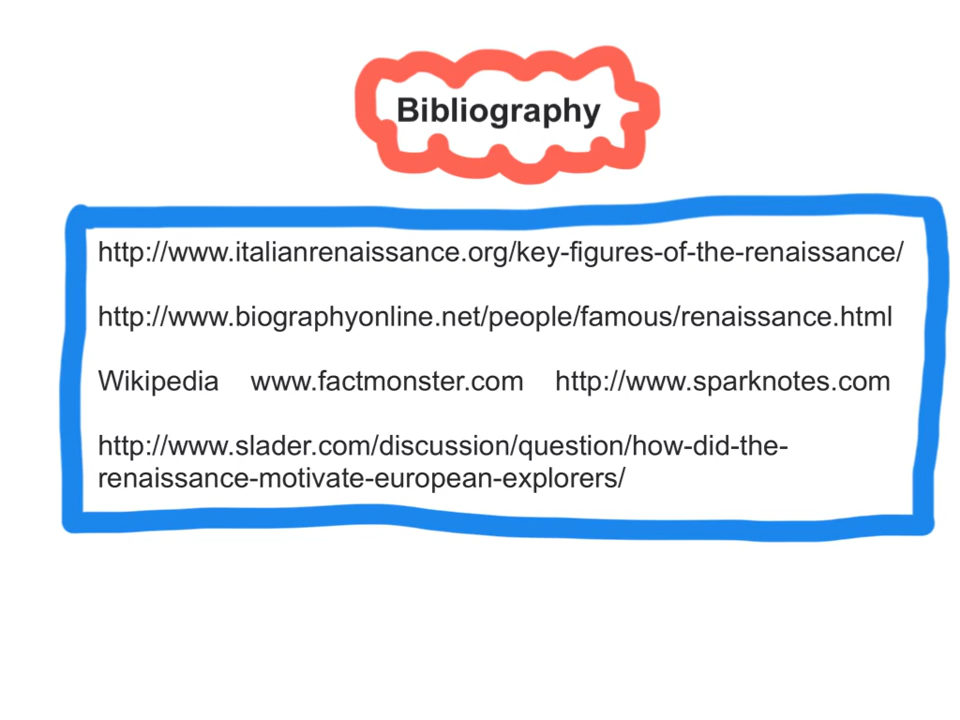 Bibliography
http://www.italianrenaissance.org/key-figures-of-the-renaissance/
http://www.biographyonline.net/people/famous/renaissance.html
Wikipedia www.factmonster.com http://www.sparknotes.com
http://www.slader.com/discussion/question/how-did-the-
renaissance-motivate-european-explorers/